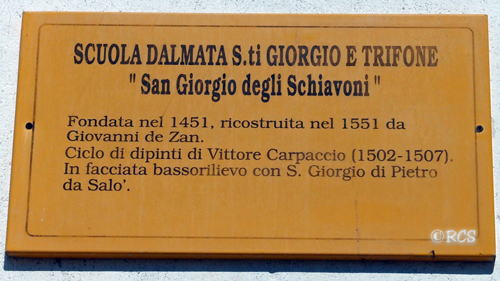 SCUOLA DALMATA S.ti GIORGIO E TRIFONE
" San Giorgio degli Schiavoni "
Fondata nel 1451, ricostruita nel 1551 da
Giovanni de Zan.
Ciclo di dipinti di Vittore Carpaccio (1502-1507).
In facciata bassorilievo con S. Giorgio di Pietro
da Salo'.
©RCS